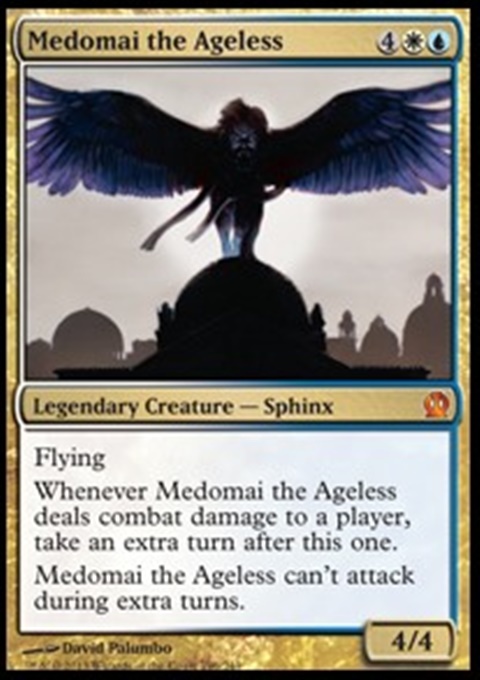 Medomai the Ageless 4
Legendary Creature — Sphinx
Flying
Whenever Medomai the Ageless
deals combat damage to a player,
take an extra turn after this one.
Medomai the Ageless can't attack
during extra turns.
4/4
David Palumbo